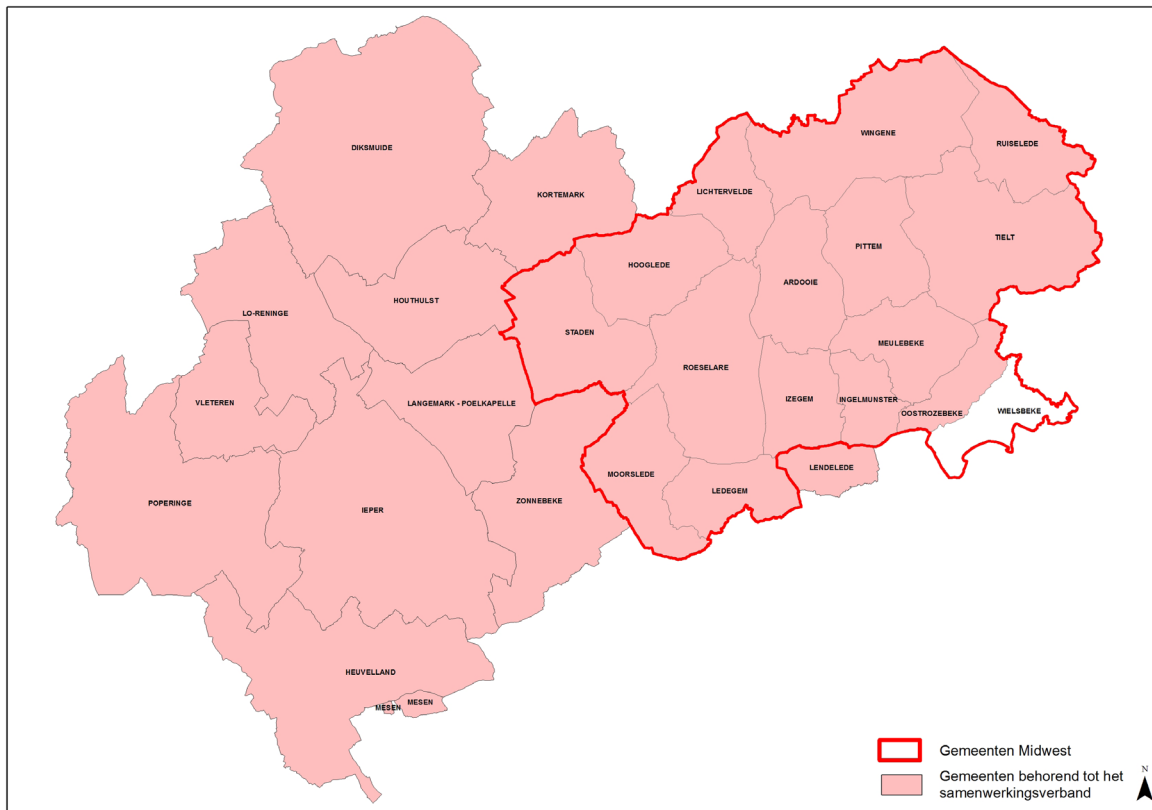 WINGENE
RUISELEDE
DIKSMUIDE
LICHTERVELDE
KORTEMARK
TIELT
PITTEM
HOOGLEDE
ARDOOIE
HOUTHULST
LO-RENINGE
STADEN
MEULEBEKE
ROESELARE
IZEGEM
INGELMUNSTER
VLETEREN
LANGEMARK - POELKAPELLE
WIELSBEKE
OOSTROZEBEKE
LENDELEDE
MOORSLEDE
LEDEGEM
ZONNEBEKE
POPERINGE
IEPER
HEUVELLAND
MESEN
MESEN
Gemeenten Midwest
Gemeenten behorend tot het
samenwerkingsverband
N